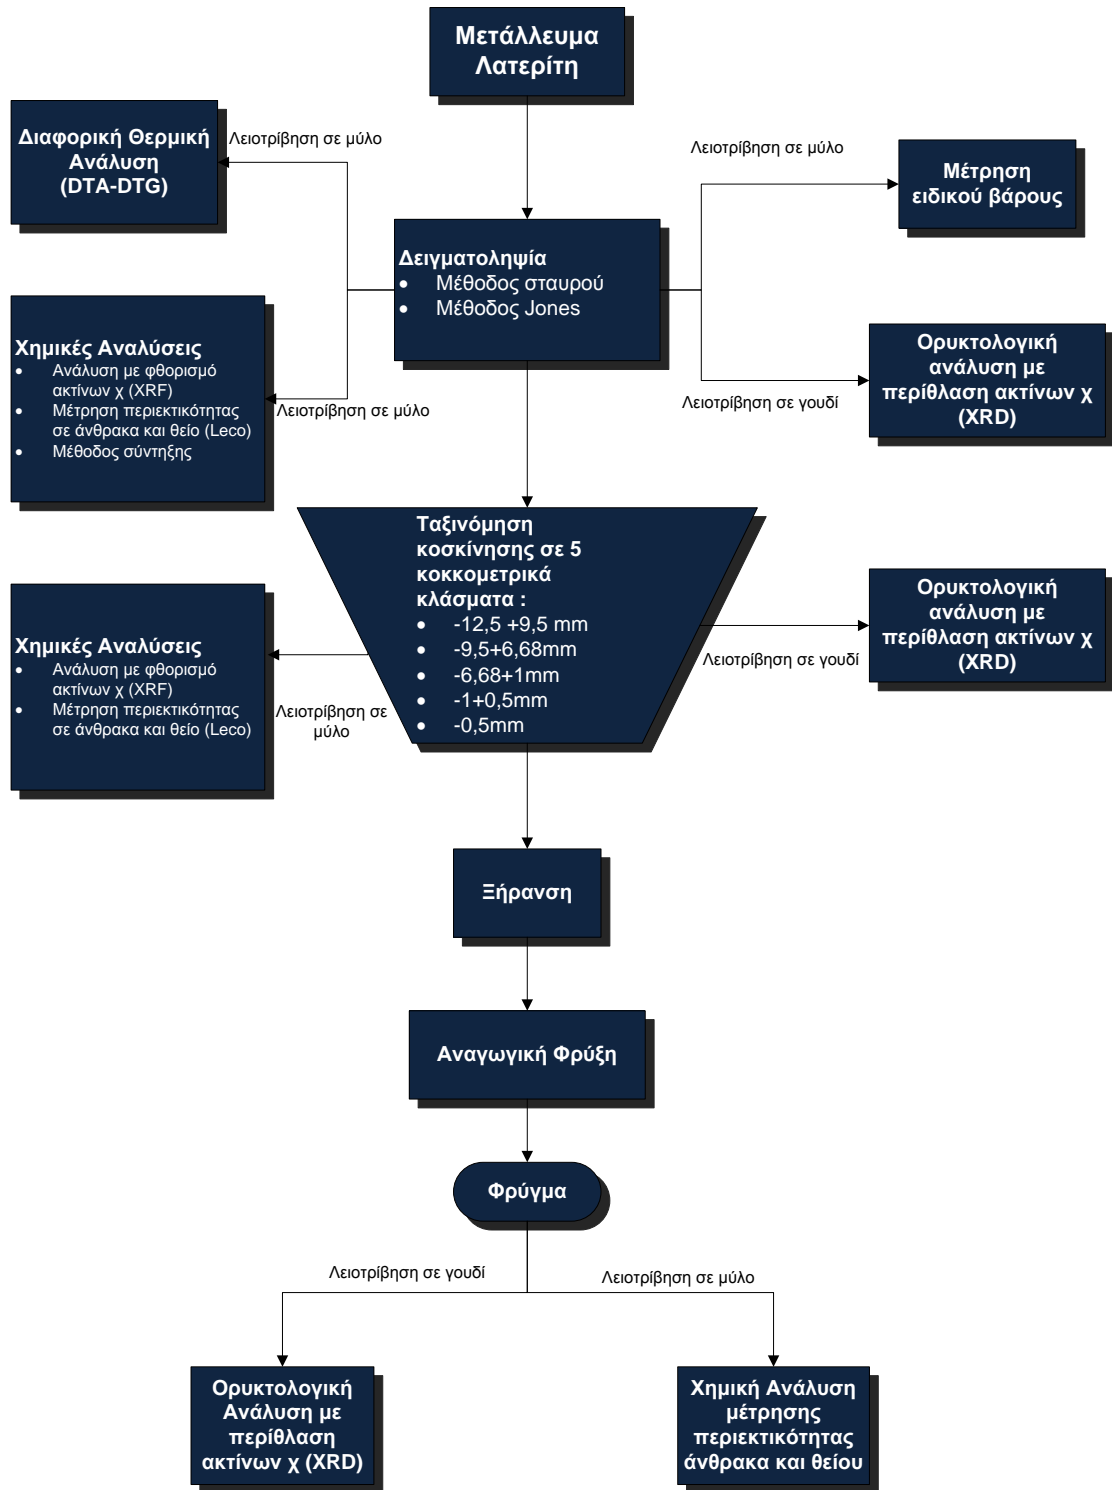 Μετάλλευμα
Λατερίτη
Διαφορική Θερμική
Ανάλυση
(DTA-DTG)
Λειοτρίβηση σε μύλο
Λειοτρίβηση σε μύλο
Μέτρηση
ειδικού βάρους
Δειγματοληψία
• Μέθοδος σταυρού
• Μέθοδος Jones
Χημικές Αναλύσεις
• Ανάλυση με φθορισμό
ακτίνων χ (XRF)
• Μέτρηση περιεκτικότητας
σε άνθρακα και θείο (Leco)
• Μέθοδος σύντηξης
Λειοτρίβηση σε μύλο
Λειοτρίβηση σε γουδί
Ορυκτολογική
ανάλυση με
περίθλαση ακτίνων χ
(XRD)
Ταξινόμηση
κοσκίνησης σε 5
κοκκομετρικά
κλάσματα :
• -12,5 +9,5 mm
• -9,5+6,68mm
• -6,68+1mm
• -1+0,5mm
• -0,5mm
Χημικές Αναλύσεις
• Ανάλυση με φθορισμό
ακτίνων χ (XRF)
• Μέτρηση περιεκτικότητας
σε άνθρακα και θείο (Leco)
Λειοτρίβηση σε
μύλο
Λειοτρίβηση σε γουδί
Ορυκτολογική
ανάλυση με
περίθλαση ακτίνων χ
(XRD)
Ξήρανση
Αναγωγική Φρύξη
Φρύγμα
Λειοτρίβηση σε γουδί
Λειοτρίβηση σε μύλο
Ορυκτολογική
Ανάλυση με
περίθλαση
ακτίνων χ (XRD)
Χημική Ανάλυση
μέτρησης
περιεκτικότητας
άνθρακα και θείου